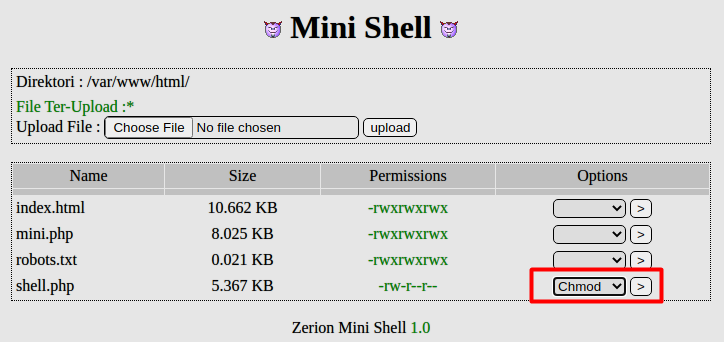 Mini Shell
Direktori : /var/www/html/
File Ter-Upload :*
Upload File : Choose File No file chosen upload
Name Size Permissions Options
index.html 10.662 KB -rwxrwxrwx >
mini.php 8.025 KB -rwxrwxrwx >
robots.txt 0.021 KB -rwxrwxrwx >
shell.php 5.367 KB -rw-r--r-- Chmod >
Zerion Mini Shell 1.0